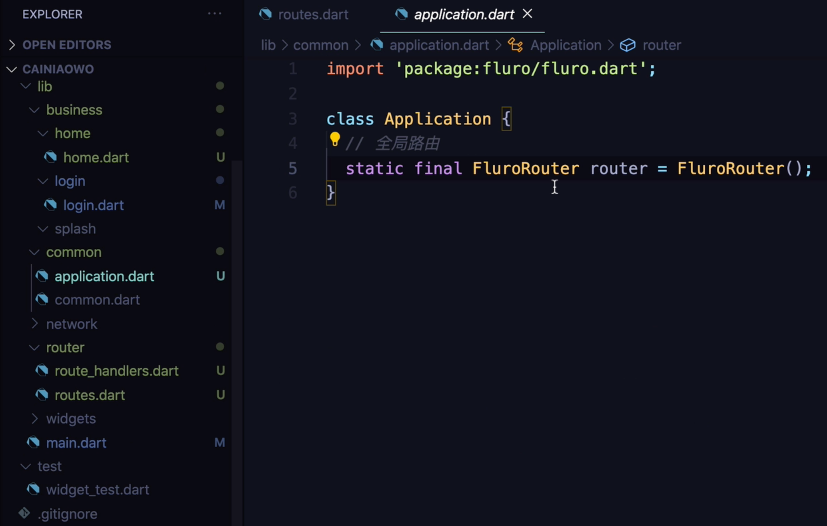 EXPLORER
...
OPEN EDITORS
CAINIAOWO
lib
business
home
home.dart U
login
login.dart M
splash
common
application.dart U
common.dart
network
router
route_handlers.dart U
routes.dart U
widgets
main.dart M
test
widget_test.dart
.gitignore
routes.dart
application.dart ×
lib > common > application.dart > Application > router
1 import 'package:fluro/fluro.dart';
2
3 class Application {
4 // 全局路由
5 static final FluroRouter router = FluroRouter();
6 }